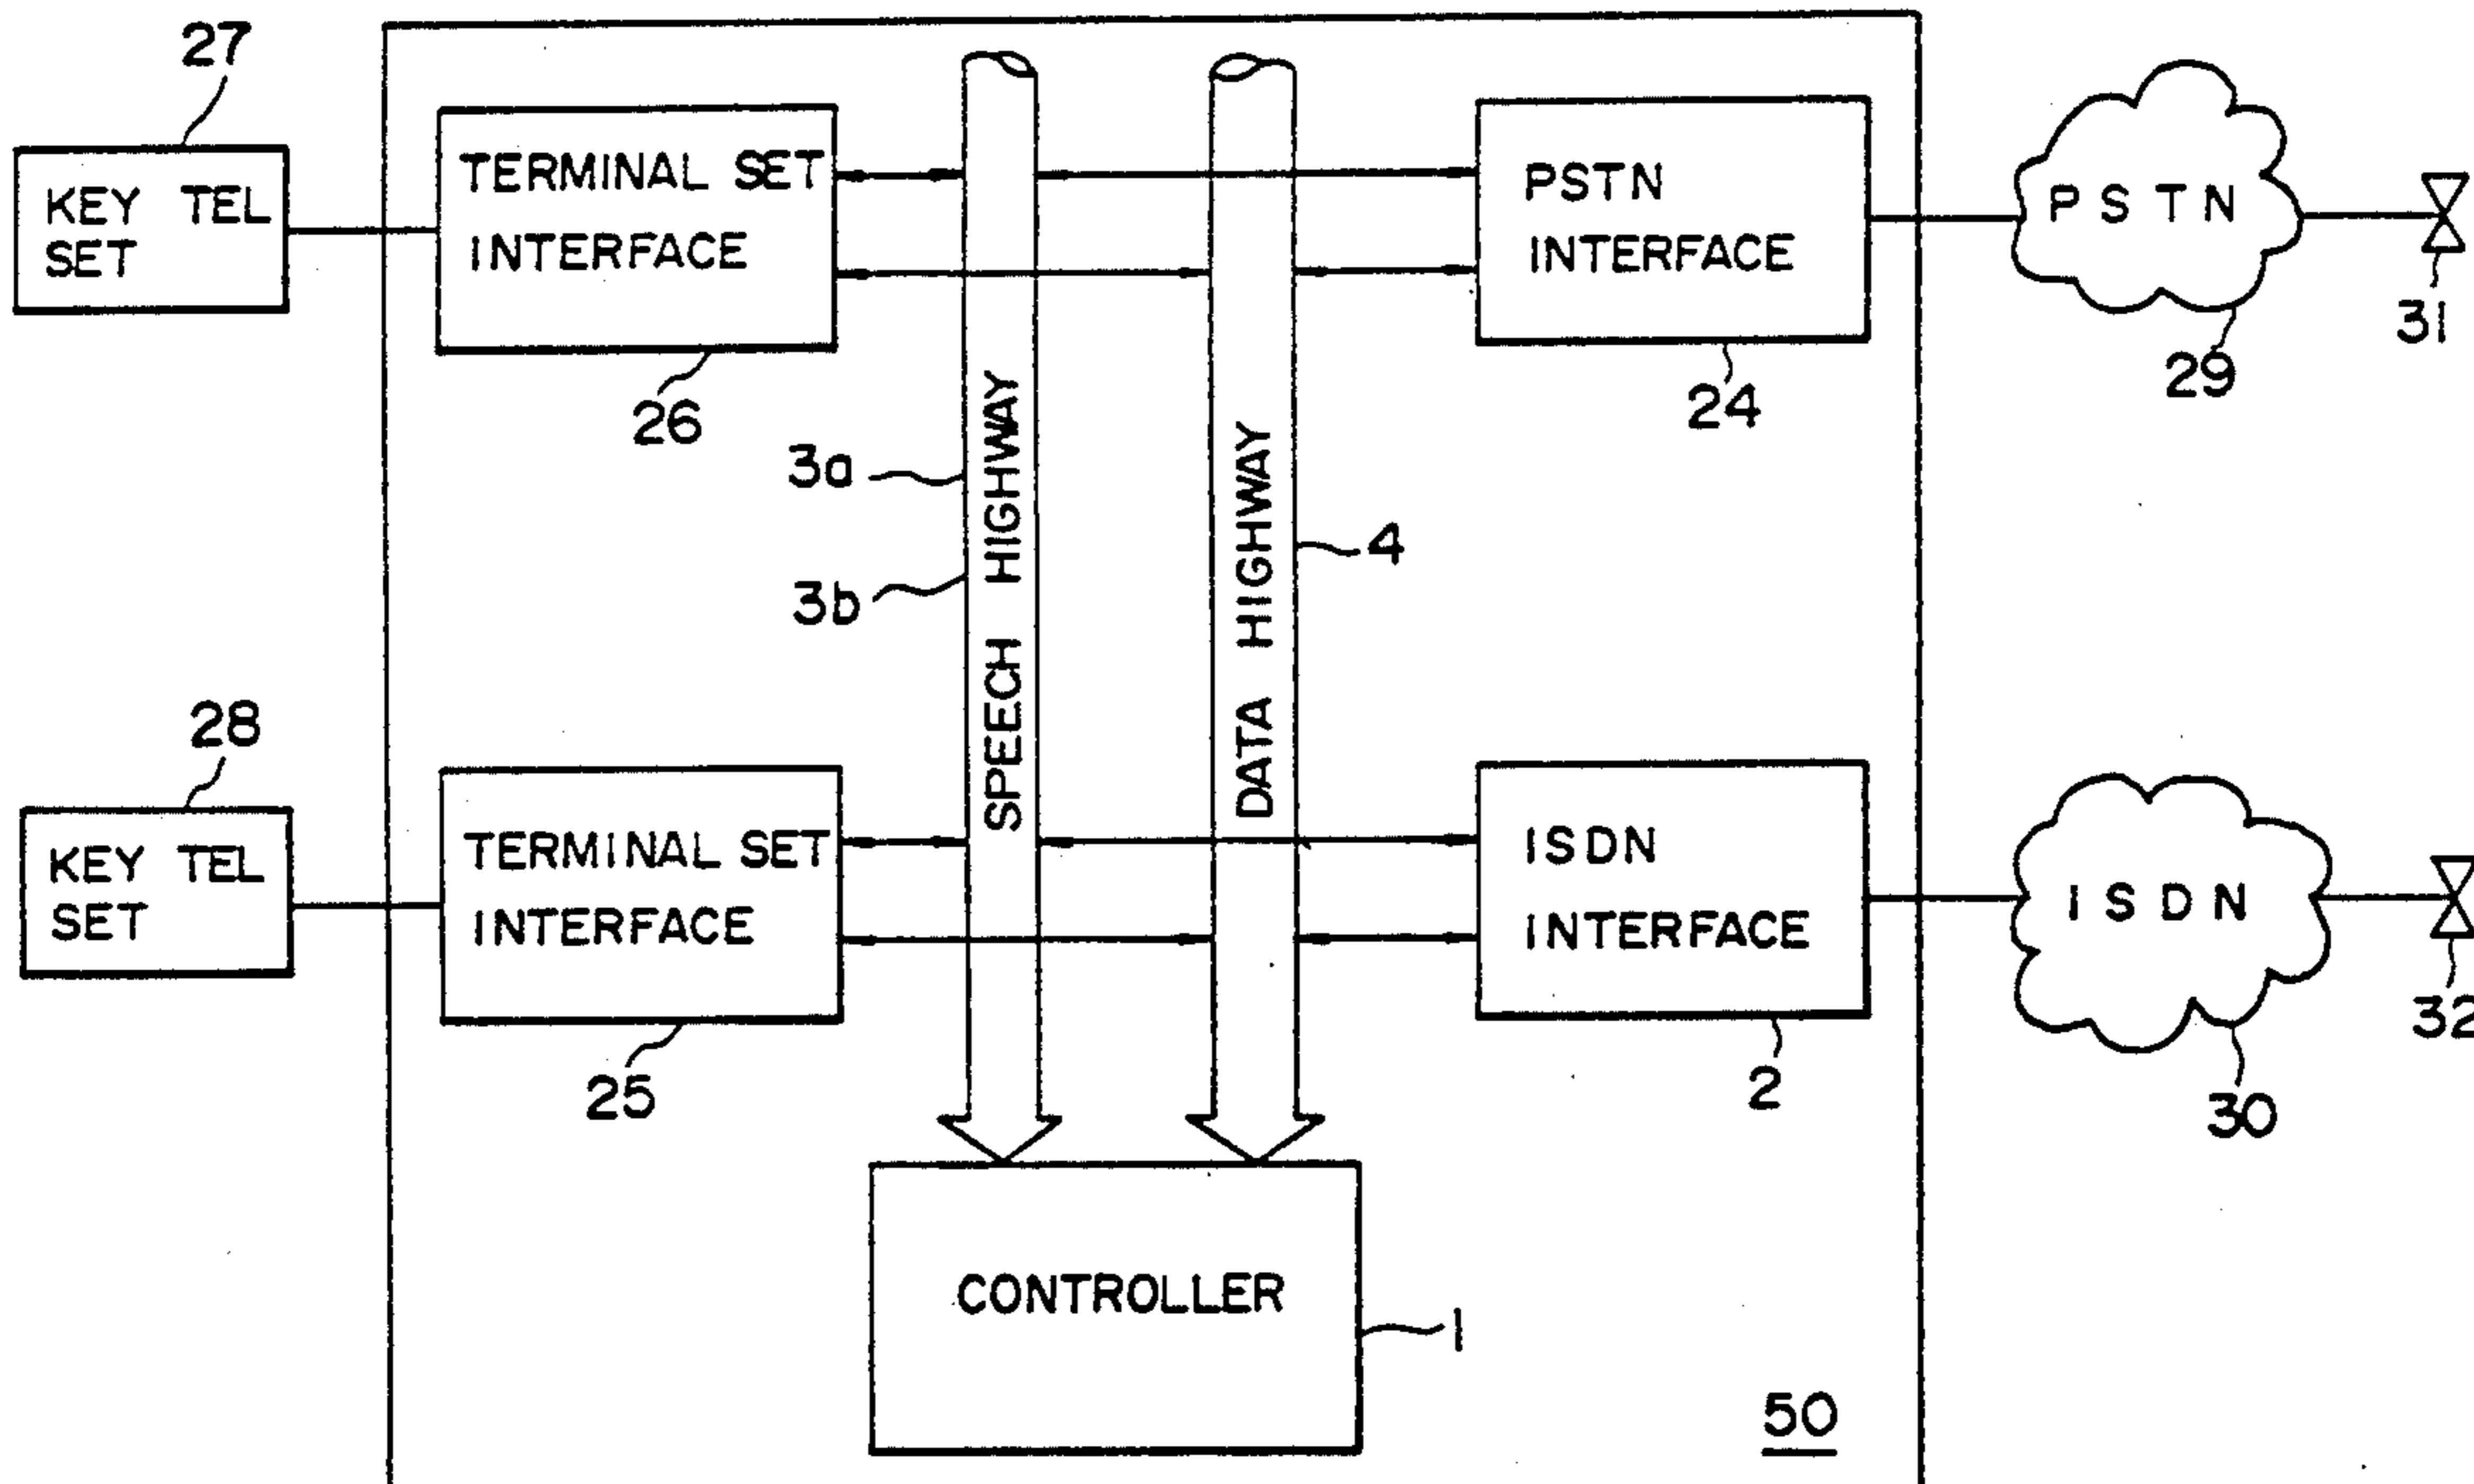 27
KEY TEL
SET
TERMINAL SET
INTERFACE
26
PSTN
INTERFACE
24
PSTN
29
31
3a
3b
SPEECH HIGHWAY
DATA HIGHWAY
4
28
KEY TEL
SET
TERMINAL SET
INTERFACE
25
ISDN
INTERFACE
2
ISDN
30
32
CONTROLLER
1
50